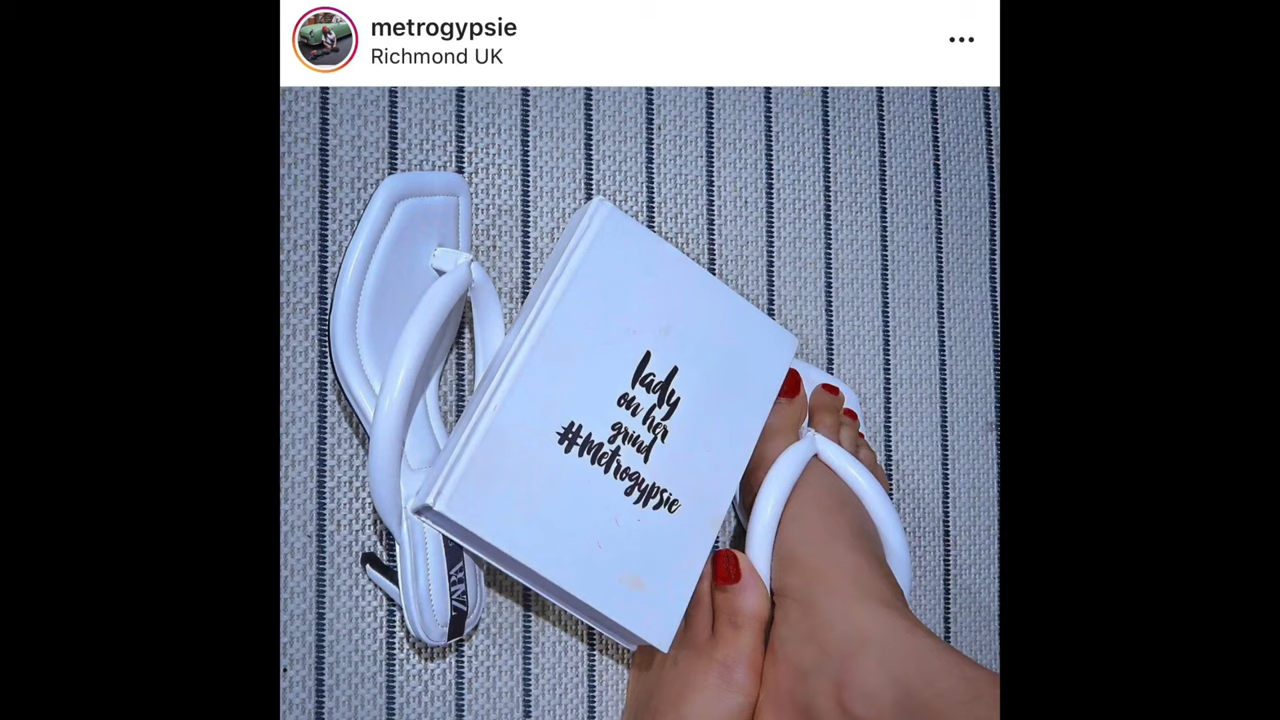 metrogypsie
Richmond UK
lady
on her
grind
#metrogypsie
ZARA